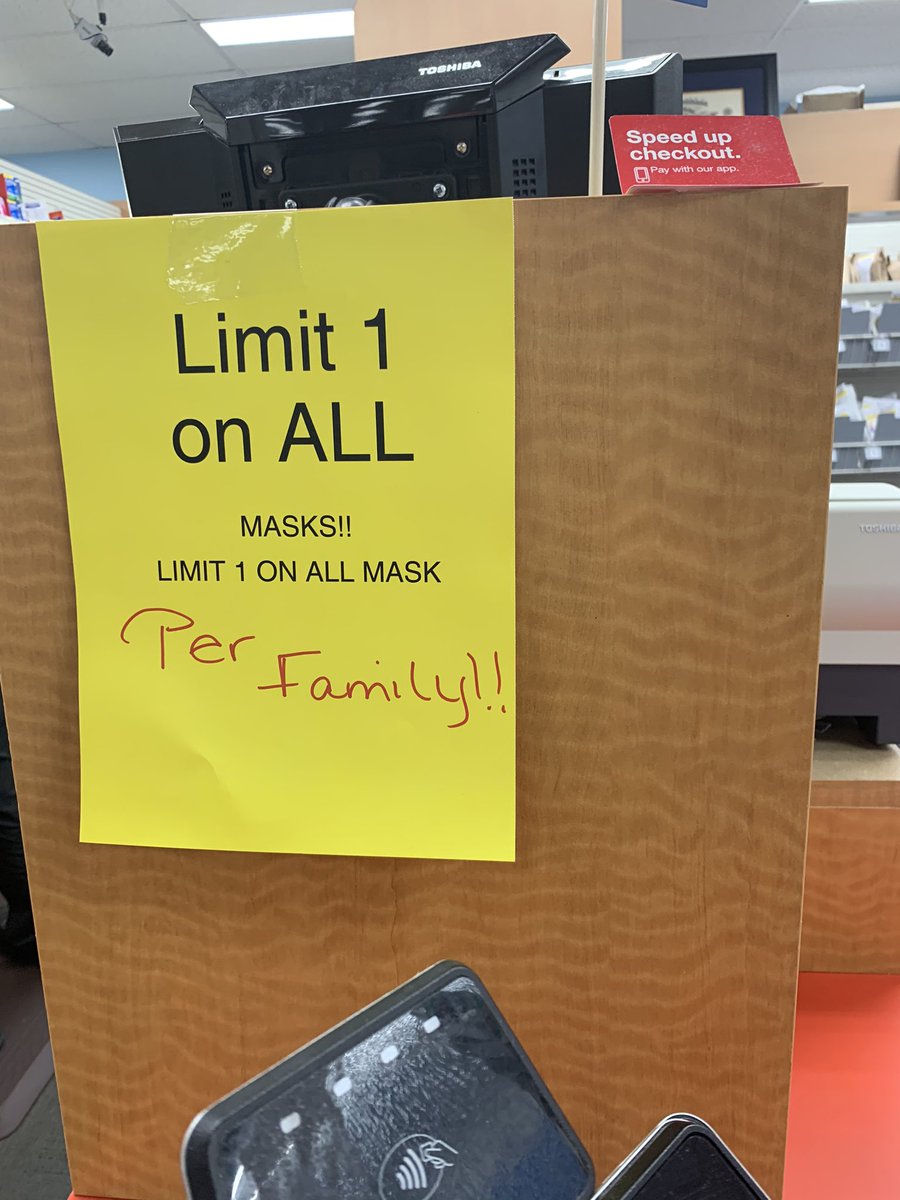 TOSHIBA
Speed up
checkout.
Pay with our app.
Limit 1
on ALL
MASKS!!
LIMIT 1 ON ALL MASK
Per
Family!!
TOSHIBA